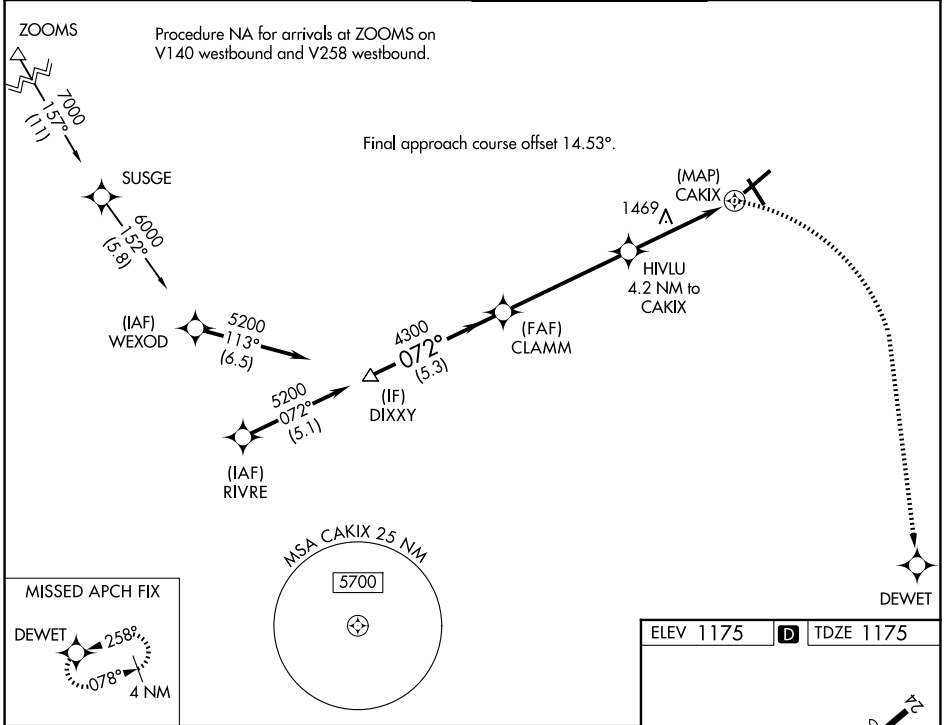 ZOOMS
Procedure NA for arrivals at ZOOMS on
V140 westbound and V258 westbound.
7000
157°
(11)
Final approach course offset 14.53°.
SUSGE
6000
152°
(5.8)
(MAP)
CAKIX
1469
HIVLU
4.2 NM to
CAKIX
(IAF)
WEXOD
5200
113°
(6.5)
4300
072°
(5.3)
(FAF)
CLAMM
(IF)
DIXXY
5200
072°
(5.1)
(IAF)
RIVRE
MSA CAKIX 25 NM
5700
DEWET
MISSED APCH FIX
DEWET
258°
078°
4 NM
ELEV 1175 D TDZE 1175
24